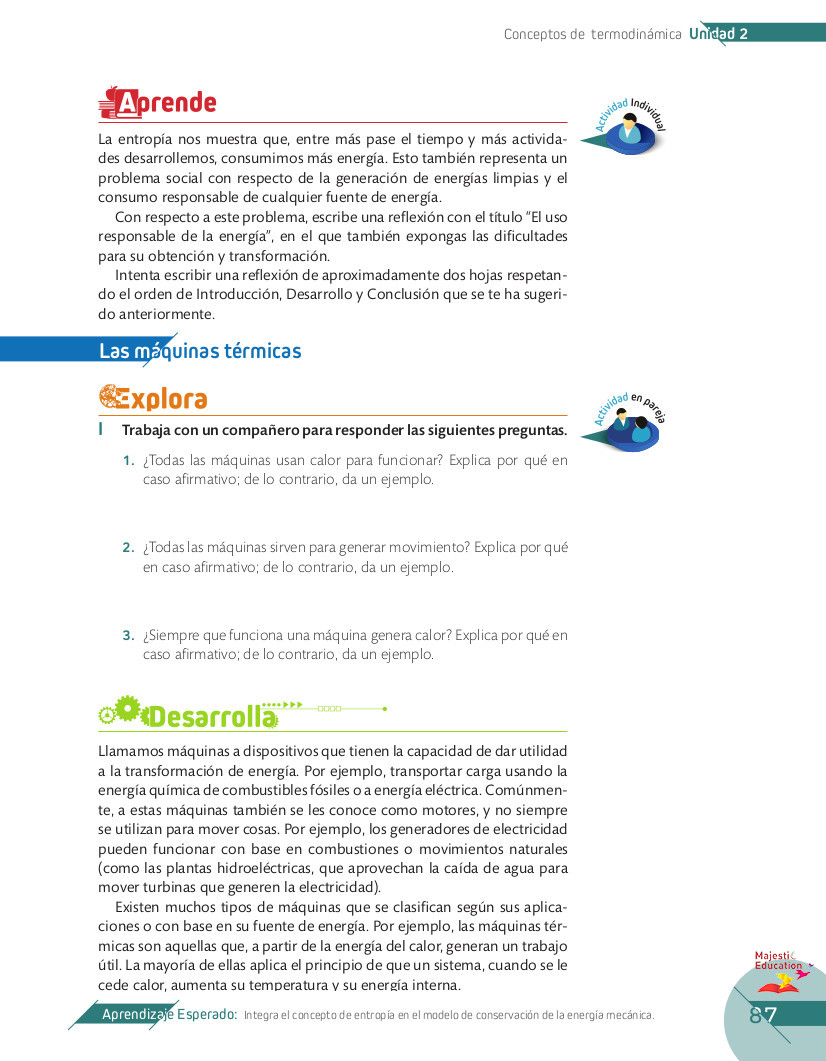 Conceptos de termodinámica Unidad 2
Aprende
Actividad Individual
La entropía nos muestra que, entre más pase el tiempo y más activida-
des desarrollemos, consumimos más energía. Esto también representa un
problema social con respecto de la generación de energías limpias y el
consumo responsable de cualquier fuente de energía.
Con respecto a este problema, escribe una reflexión con el título “El uso
responsable de la energía”, en el que también expongas las dificultades
para su obtención y transformación.
Intenta escribir una reflexión de aproximadamente dos hojas respetan-
do el orden de Introducción, Desarrollo y Conclusión que se te ha sugeri-
do anteriormente.
Las máquinas térmicas
Explora
Actividad en pareja
I Trabaja con un compañero para responder las siguientes preguntas.
1. ¿Todas las máquinas usan calor para funcionar? Explica por qué en
caso afirmativo; de lo contrario, da un ejemplo.
2. ¿Todas las máquinas sirven para generar movimiento? Explica por qué
en caso afirmativo; de lo contrario, da un ejemplo.
3. ¿Siempre que funciona una máquina genera calor? Explica por qué en
caso afirmativo; de lo contrario, da un ejemplo.
Desarrolla
Llamamos máquinas a dispositivos que tienen la capacidad de dar utilidad
a la transformación de energía. Por ejemplo, transportar carga usando la
energía química de combustibles fósiles o a energía eléctrica. Comúnmen-
te, a estas máquinas también se les conoce como motores, y no siempre
se utilizan para mover cosas. Por ejemplo, los generadores de electricidad
pueden funcionar con base en combustiones o movimientos naturales
(como las plantas hidroeléctricas, que aprovechan la caída de agua para
mover turbinas que generen la electricidad).
Existen muchos tipos de máquinas que se clasifican según sus aplica-
ciones o con base en su fuente de energía. Por ejemplo, las máquinas tér-
micas son aquellas que, a partir de la energía del calor, generan un trabajo
útil. La mayoría de ellas aplica el principio de que un sistema, cuando se le
cede calor, aumenta su temperatura y su energía interna.
Majestic
Education
Aprendizaje Esperado: Integra el concepto de entropía en el modelo de conservación de la energía mecánica.
87